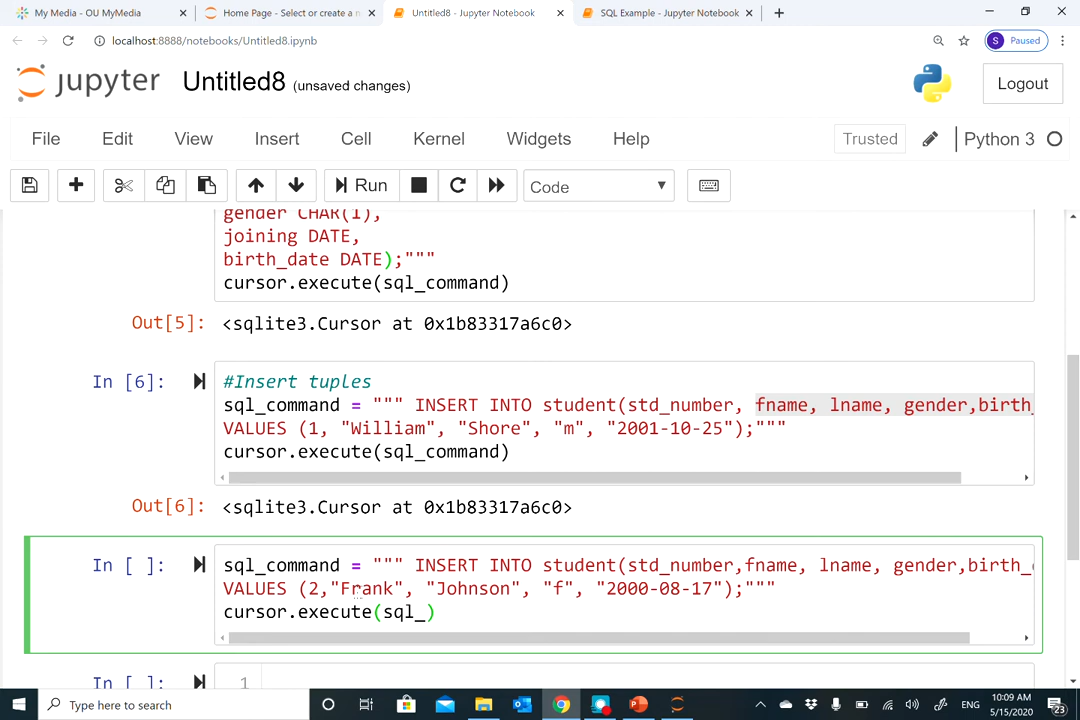 My Media - OU MyMedia
Home Page - Select or create a n
Untitled8 - Jupyter Notebook
SQL Example - Jupyter Notebook
localhost:8888/notebooks/Untitled8.ipynb
S Paused
jupyter Untitled8 (unsaved changes)
Logout
File Edit View Insert Cell Kernel Widgets Help
Trusted Python 3
Run Code
gender CHAR(1),
joining DATE,
birth_date DATE);"""
cursor.execute(sql_command)
Out[5]: <sqlite3.Cursor at 0x1b83317a6c0>
In [6]: #Insert tuples
sql_command = """ INSERT INTO student(std_number, fname, lname, gender,birth_
VALUES (1, "William", "Shore", "m", "2001-10-25");"""
cursor.execute(sql_command)
Out[6]: <sqlite3.Cursor at 0x1b83317a6c0>
In [ ]: sql_command = """ INSERT INTO student(std_number,fname, lname, gender,birth_
VALUES (2,"Frank", "Johnson", "f", "2000-08-17");"""
cursor.execute(sql_)
In [ ]: 1
Type here to search
ENG
10:09 AM
5/15/2020
23